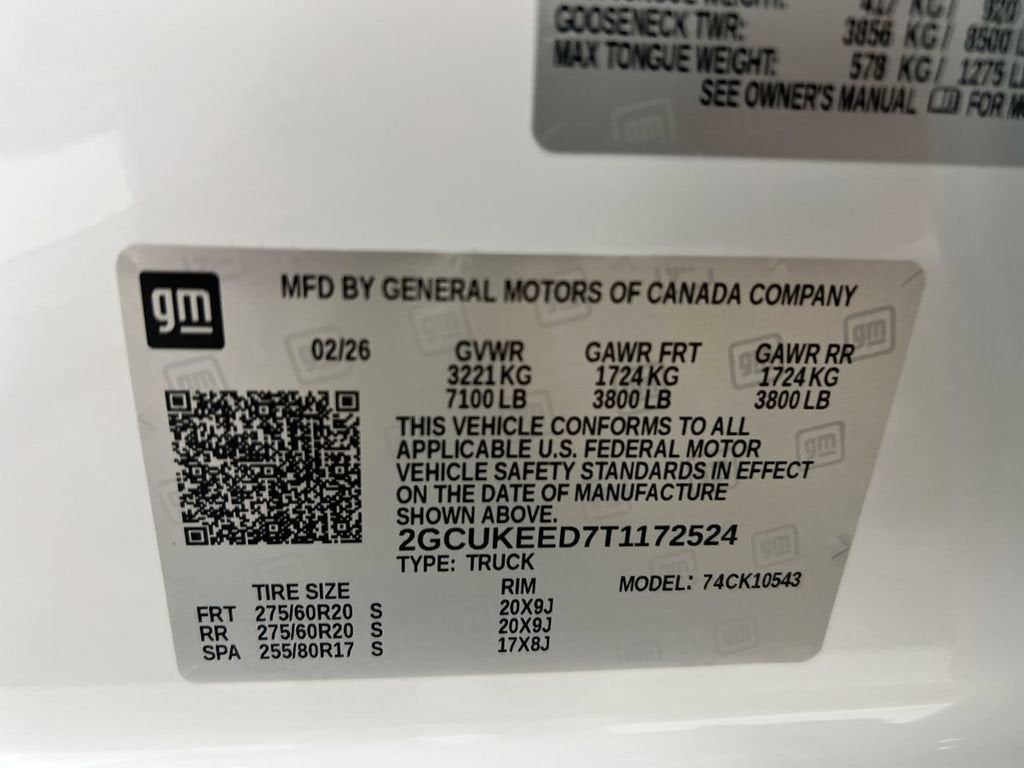 417 KG/ 920
GOOSENECK TWR: 3856 KG/ 8500 L
MAX TONGUE WEIGHT: 578 KG/ 1275 L
SEE OWNER'S MANUAL FOR
gm
MFD BY GENERAL MOTORS OF CANADA COMPANY
02/26 GVWR GAWR FRT GAWR RR
3221 KG 1724 KG 1724 KG
7100 LB 3800 LB 3800 LB
THIS VEHICLE CONFORMS TO ALL
APPLICABLE U.S. FEDERAL MOTOR
VEHICLE SAFETY STANDARDS IN EFFECT
ON THE DATE OF MANUFACTURE
SHOWN ABOVE.
2GCUKEED7T1172524
TYPE: TRUCK
TIRE SIZE RIM MODEL: 74CK10543
FRT 275/60R20 S 20X9J
RR 275/60R20 S 20X9J
SPA 255/80R17 S 17X8J